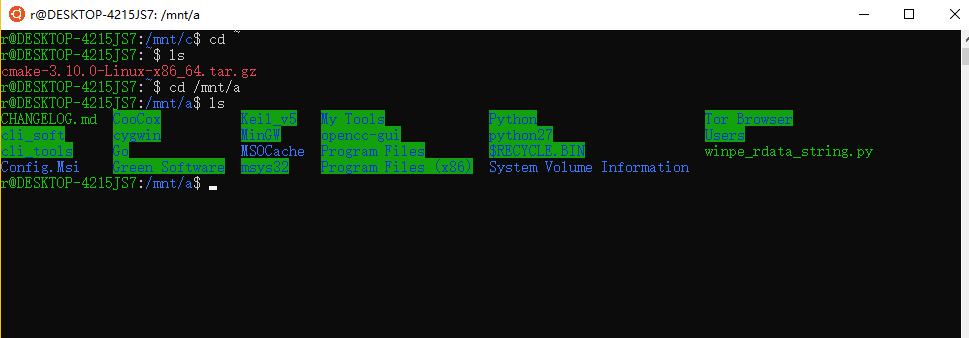 r@DESKTOP-4215JS7: /mnt/a
r@DESKTOP-4215JS7:/mnt/c$ cd ~
r@DESKTOP-4215JS7:~$ ls
cmake-3.10.0-Linux-x86_64.tar.gz
r@DESKTOP-4215JS7:~$ cd /mnt/a
r@DESKTOP-4215JS7:/mnt/a$ ls
CHANGELOG.md  CooCox          Keil_v5   My Tools             Python                     Tor Browser
cli_soft      cygwin          MinGW     opencc-gui           python27                   Users
cli_tools     Go              MSOCache  Program Files        $RECYCLE.BIN               winpe_rdata_string.py
Config.Msi    Green Software  msys32    Program Files (x86)  System Volume Information
r@DESKTOP-4215JS7:/mnt/a$